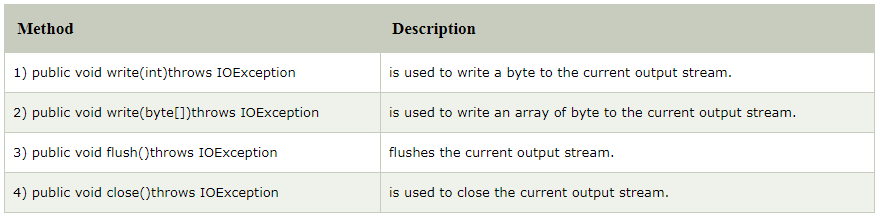 Method Description
1) public void write(int)throws IOException is used to write a byte to the current output stream.
2) public void write(byte[])throws IOException is used to write an array of byte to the current output stream.
3) public void flush()throws IOException flushes the current output stream.
4) public void close()throws IOException is used to close the current output stream.